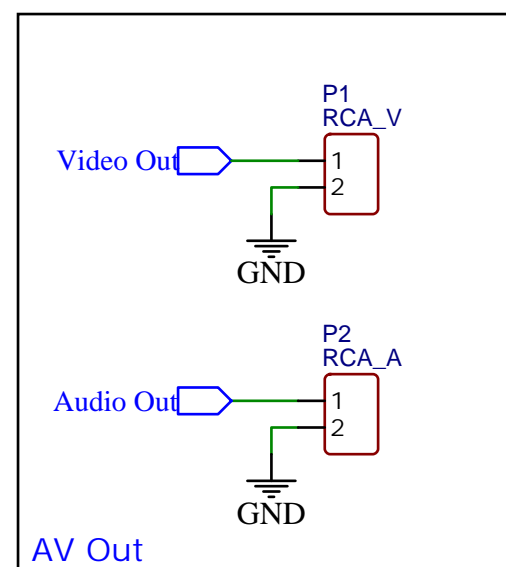 P1
RCA_V
Video Out
1
2
GND
P2
RCA_A
Audio Out
1
2
GND
AV Out